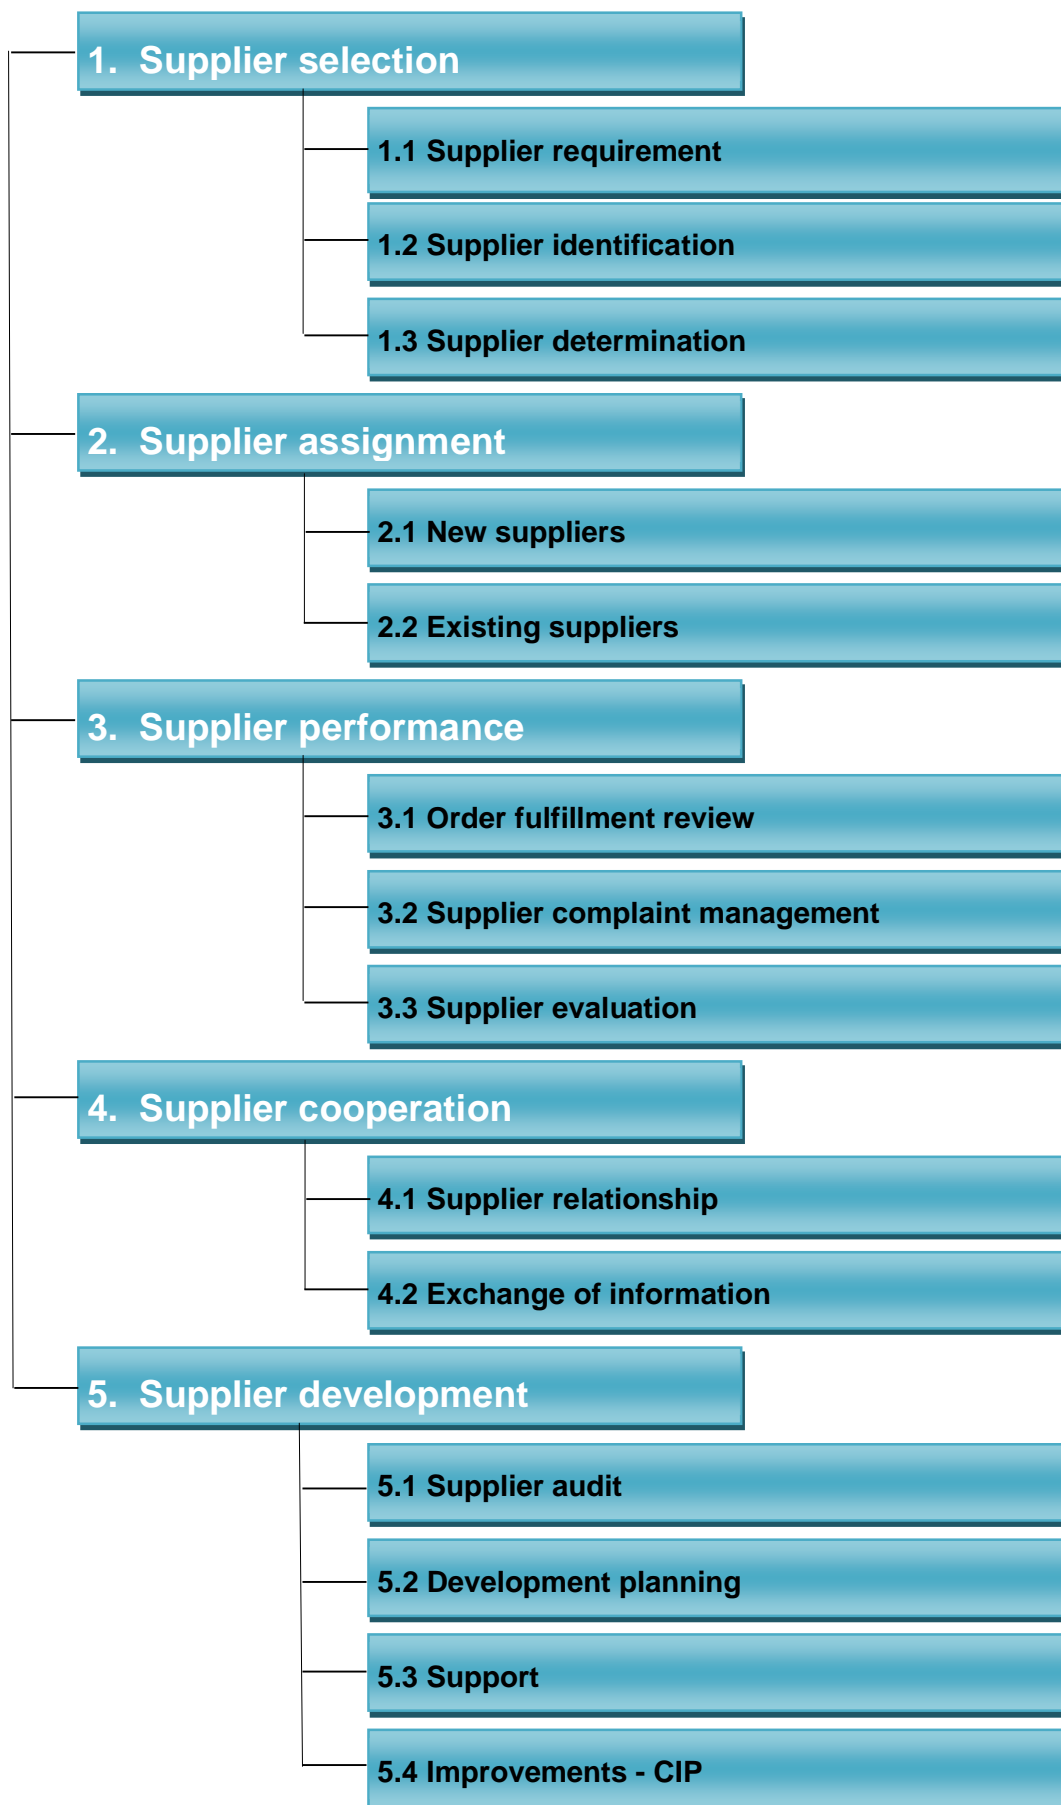 1. Supplier selection
1.1 Supplier requirement
1.2 Supplier identification
1.3 Supplier determination
2. Supplier assignment
2.1 New suppliers
2.2 Existing suppliers
3. Supplier performance
3.1 Order fulfillment review
3.2 Supplier complaint management
3.3 Supplier evaluation
4. Supplier cooperation
4.1 Supplier relationship
4.2 Exchange of information
5. Supplier development
5.1 Supplier audit
5.2 Development planning
5.3 Support
5.4 Improvements - CIP